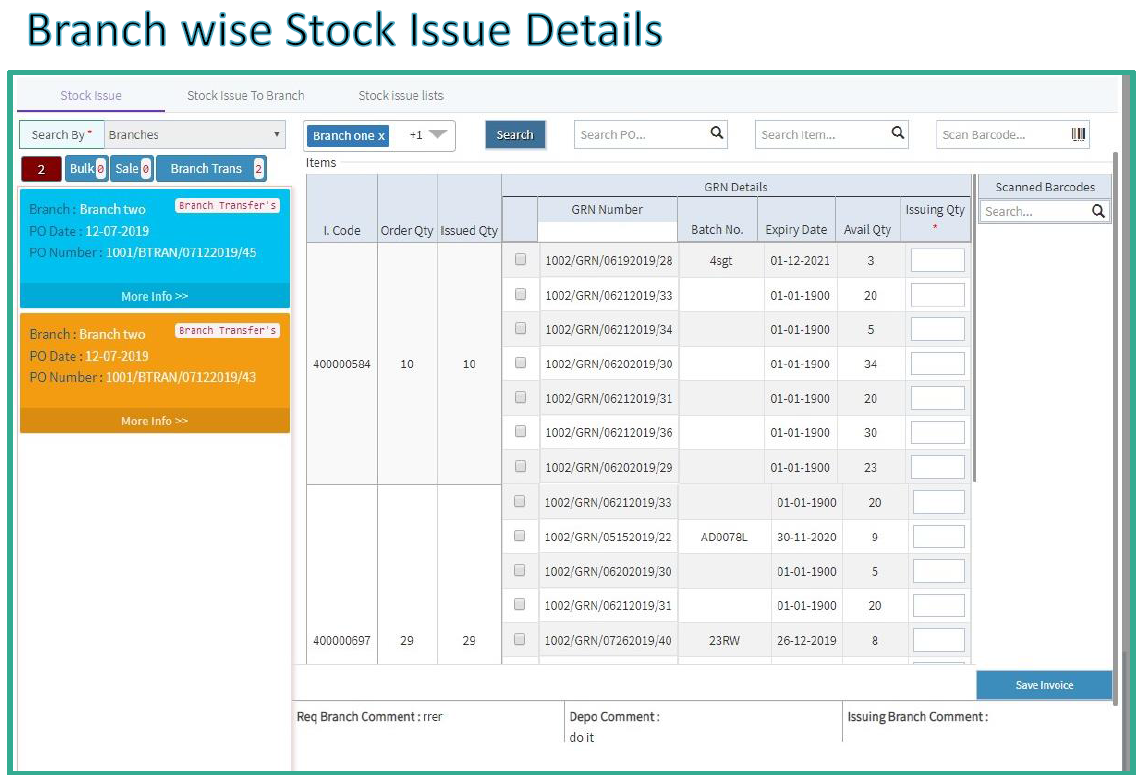 Branch wise Stock Issue Details
Stock Issue Stock Issue To Branch Stock issue lists
Search By * Branches Branch one x +1 Search Search PO... Search Item... Scan Barcode...
2 Bulk 0 Sale 0 Branch Trans 2
Items
Branch : Branch two Branch Transfer's
PO Date : 12-07-2019
PO Number : 1001/BTRAN/07122019/45
More Info >>
Branch : Branch two Branch Transfer's
PO Date : 12-07-2019
PO Number : 1001/BTRAN/07122019/43
More Info >>
GRN Details
I. Code Order Qty Issued Qty GRN Number Batch No. Expiry Date Avail Qty Issuing Qty *
1002/GRN/06192019/28 4sgt 01-12-2021 3
1002/GRN/06212019/33 01-01-1900 20
1002/GRN/06212019/34 01-01-1900 5
400000584 10 10 1002/GRN/06202019/30 01-01-1900 34
1002/GRN/06212019/31 01-01-1900 20
1002/GRN/06212019/36 01-01-1900 30
1002/GRN/06202019/29 01-01-1900 23
1002/GRN/06212019/33 01-01-1900 20
1002/GRN/05152019/22 AD0078L 30-11-2020 9
1002/GRN/06202019/30 01-01-1900 5
1002/GRN/06212019/31 01-01-1900 20
400000697 29 29 1002/GRN/07262019/40 23RW 26-12-2019 8
Scanned Barcodes
Search...
Save Invoice
Req Branch Comment : rrer Depo Comment : Issuing Branch Comment :
do it